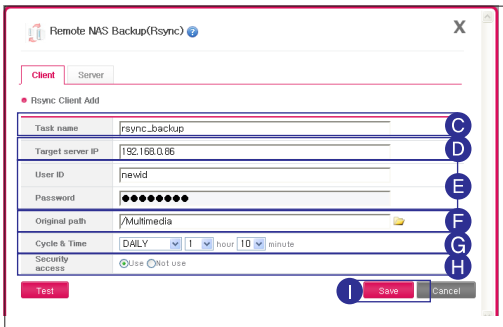 Remote NAS Backup(Rsync) ?
X
Client Server
Rsync Client Add
Task name rsync_backup C
Target server IP 192.168.0.86 D
User ID newid
E
Password ●●●●●●●●
Original path /Multimedia F
Cycle & Time DAILY 1 hour 10 minute G
Security access Use Not use H
Test I Save Cancel